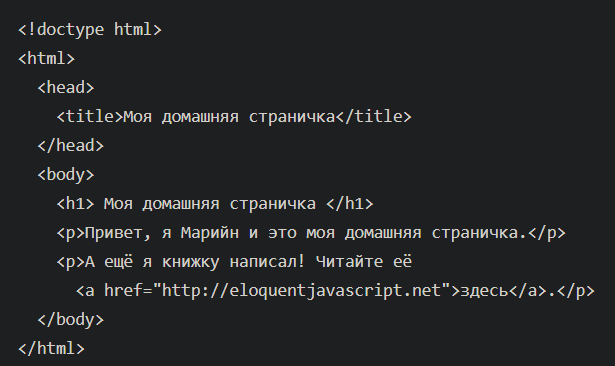 <!doctype html>
<html>
  <head>
    <title>Моя домашняя страничка</title>
  </head>
  <body>
    <h1> Моя домашняя страничка </h1>
    <p>Привет, я Марийн и это моя домашняя страничка.</p>
    <p>А ещё я книжку написал! Читайте её
      <a href="http://eloquentjavascript.net">здесь</a>.</p>
  </body>
</html>